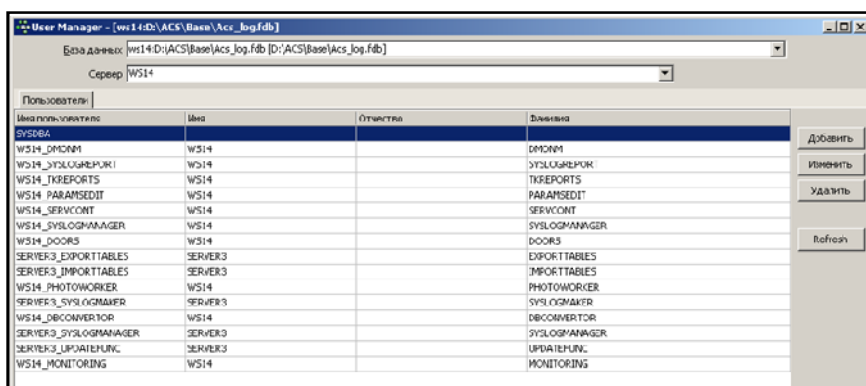 User Manager - [ws14:D:\ACS\Base\Acs_log.fdb]
База данных ws14:D:\ACS\Base\Acs_log.fdb [D:\ACS\Base\Acs_log.fdb]
Сервер WS14
Пользователи
Имя пользователя Имя Отчество Фамилия
SYSDBA
WS14_DMONM WS14 DMONM
WS14_SYSLOGREPORT WS14 SYSLOGREPORT
WS14_TKREPORTS WS14 TKREPORTS
WS14_PARAMSEDIT WS14 PARAMSEDIT
WS14_SERVCONT WS14 SERVCONT
WS14_SYSLOGMANAGER WS14 SYSLOGMANAGER
WS14_DOORS WS14 DOORS
SERVER3_EXPORTTABLES SERVER3 EXPORTTABLES
SERVER3_IMPORTTABLES SERVER3 IMPORTTABLES
WS14_PHOTOWORKER WS14 PHOTOWORKER
SERVER3_SYSLOGMAKER SERVER3 SYSLOGMAKER
WS14_DBCONVERTOR WS14 DBCONVERTOR
SERVER3_SYSLOGMANAGER SERVER3 SYSLOGMANAGER
SERVER3_UPDATEFUNC SERVER3 UPDATEFUNC
WS14_MONITORING WS14 MONITORING
Добавить
Изменить
Удалить
Refresh